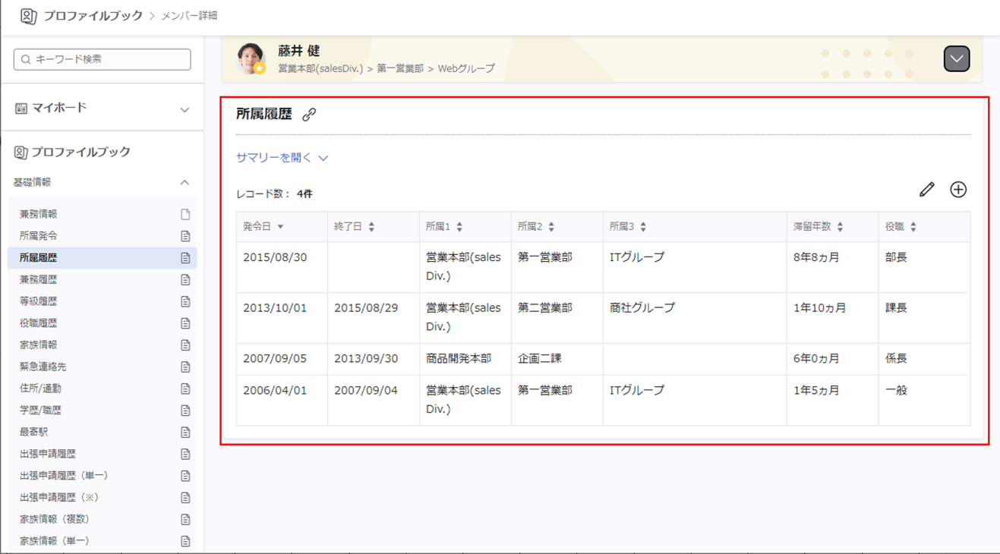 プロファイルブック > メンバー詳細
キーワード検索
マイボード
プロファイルブック
基礎情報
兼務情報
所属発令
所属履歴
兼務履歴
等級履歴
役職履歴
家族情報
緊急連絡先
住所/通勤
学歴/職歴
最寄駅
出張申請履歴
出張申請履歴（単一）
出張申請履歴（※）
家族情報（複数）
家族情報（単一）
藤井 健
営業本部(salesDiv.) > 第一営業部 > Webグループ
所属履歴
サマリーを開く
レコード数： 4件
発令日 終了日 所属1 所属2 所属3 滞留年数 役職
2015/08/30 営業本部(sales 第一営業部 ITグループ 8年8ヵ月 部長
Div.)
2013/10/01 2015/08/29 営業本部(sales 第二営業部 商社グループ 1年10ヵ月 課長
Div.)
2007/09/05 2013/09/30 商品開発本部 企画二課 6年0ヵ月 係長
2006/04/01 2007/09/04 営業本部(sales 第一営業部 ITグループ 1年5ヵ月 一般
Div.)